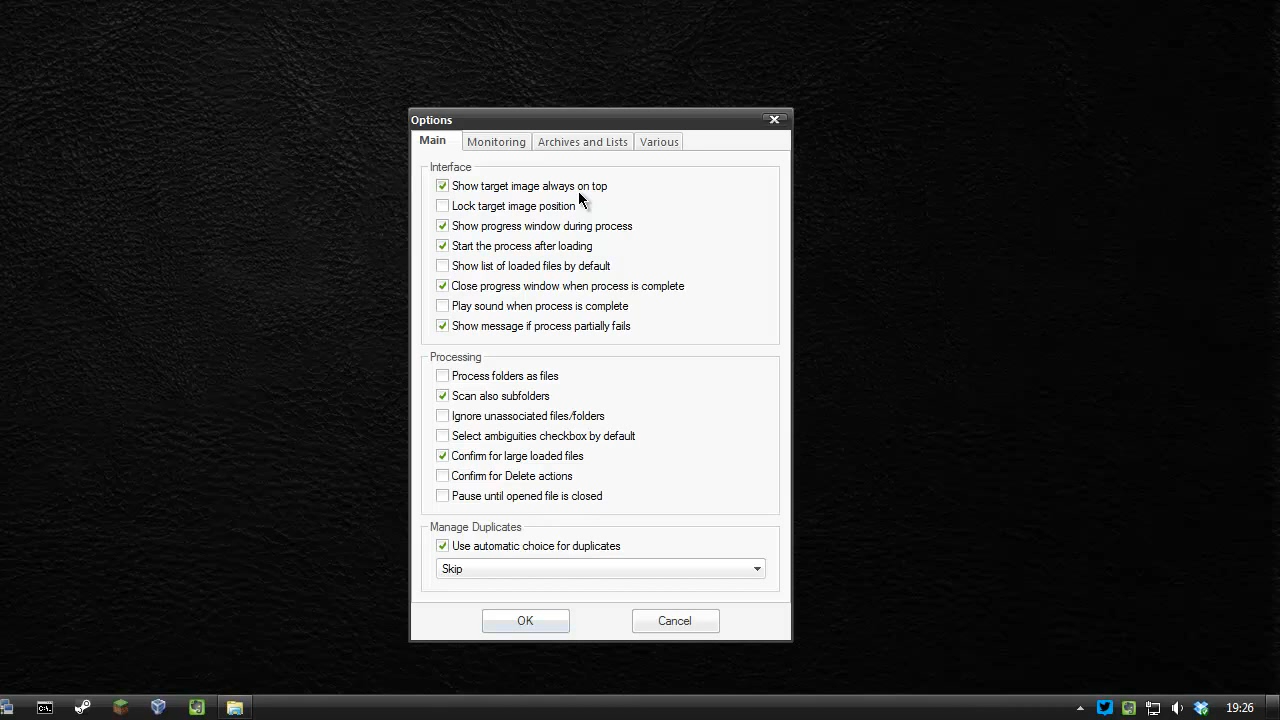 Options
Main
Monitoring
Archives and Lists
Various
Interface
Show target image always on top
Lock target image position
Show progress window during process
Start the process after loading
Show list of loaded files by default
Close progress window when process is complete
Play sound when process is complete
Show message if process partially fails
Processing
Process folders as files
Scan also subfolders
Ignore unassociated files/folders
Select ambiguities checkbox by default
Confirm for large loaded files
Confirm for Delete actions
Pause until opened file is closed
Manage Duplicates
Use automatic choice for duplicates
Skip
OK
Cancel
19:26